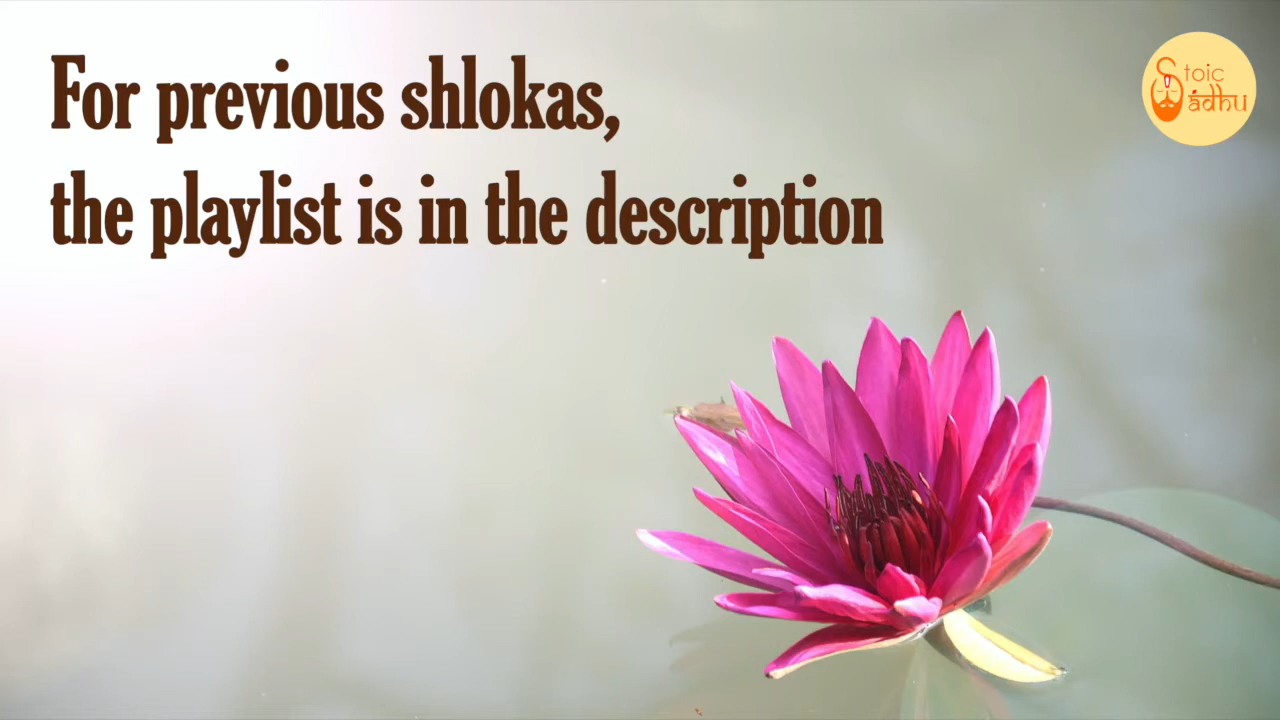 For previous shlokas,
the playlist is in the description
Stoic
Sadhu